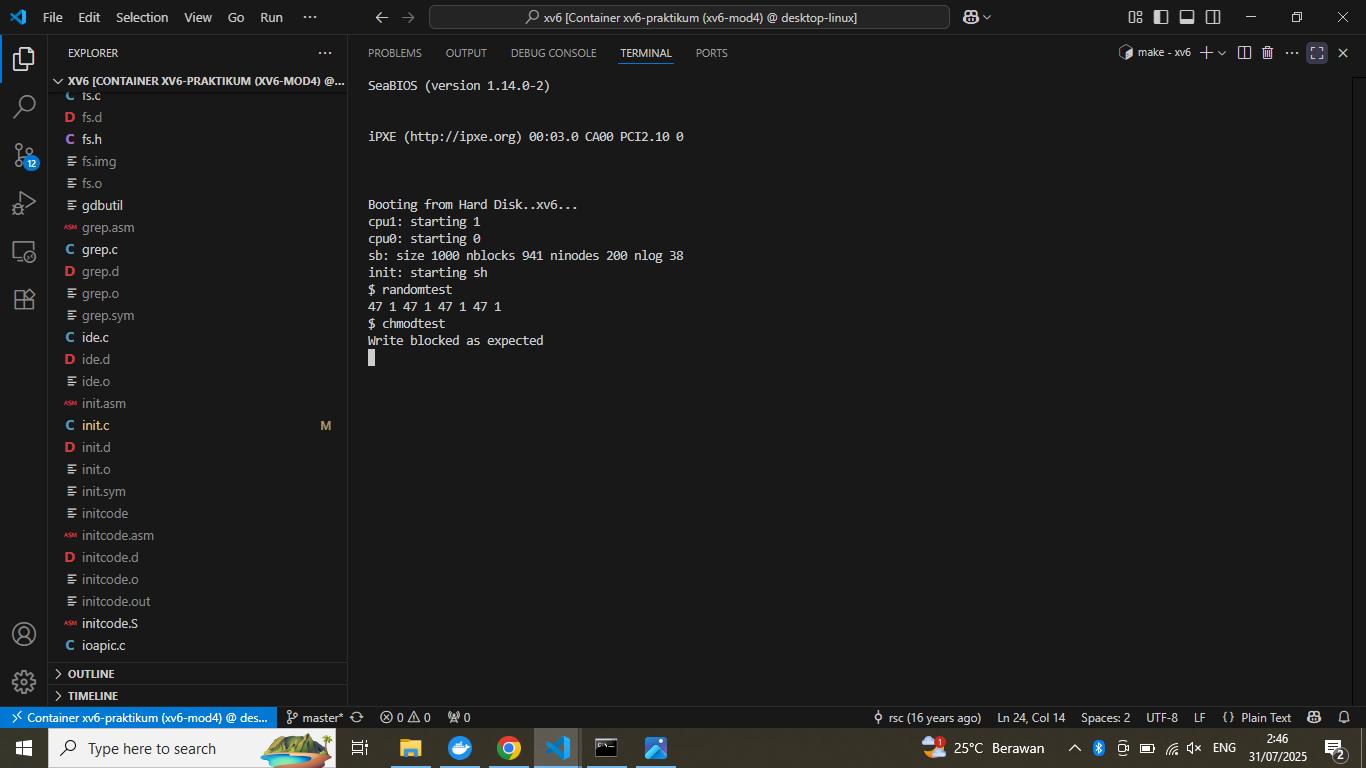 File Edit Selection View Go Run ···
xv6 [Container xv6-praktikum (xv6-mod4) @ desktop-linux]
EXPLORER
XV6 [CONTAINER XV6-PRAKTIKUM (XV6-MOD4) @...
C fs.c
D fs.d
C fs.h
fs.img
fs.o
gdbutil
ASM grep.asm
C grep.c
D grep.d
grep.o
grep.sym
C ide.c
D ide.d
ide.o
ASM init.asm
C init.c M
D init.d
init.o
init.sym
initcode
ASM initcode.asm
D initcode.d
initcode.o
initcode.out
ASM initcode.S
C ioapic.c
OUTLINE
TIMELINE
12
PROBLEMS OUTPUT DEBUG CONSOLE TERMINAL PORTS
make - xv6
SeaBIOS (version 1.14.0-2)
iPXE (http://ipxe.org) 00:03.0 CA00 PCI2.10 0
Booting from Hard Disk..xv6...
cpu1: starting 1
cpu0: starting 0
sb: size 1000 nblocks 941 ninodes 200 nlog 38
init: starting sh
$ randomtest
47 1 47 1 47 1 47 1
$ chmodtest
Write blocked as expected
Container xv6-praktikum (xv6-mod4) @ des... master* 0 0 0 rsc (16 years ago) Ln 24, Col 14 Spaces: 2 UTF-8 LF {} Plain Text
Type here to search
1 25°C Berawan ENG
2:46
31/07/2025
2